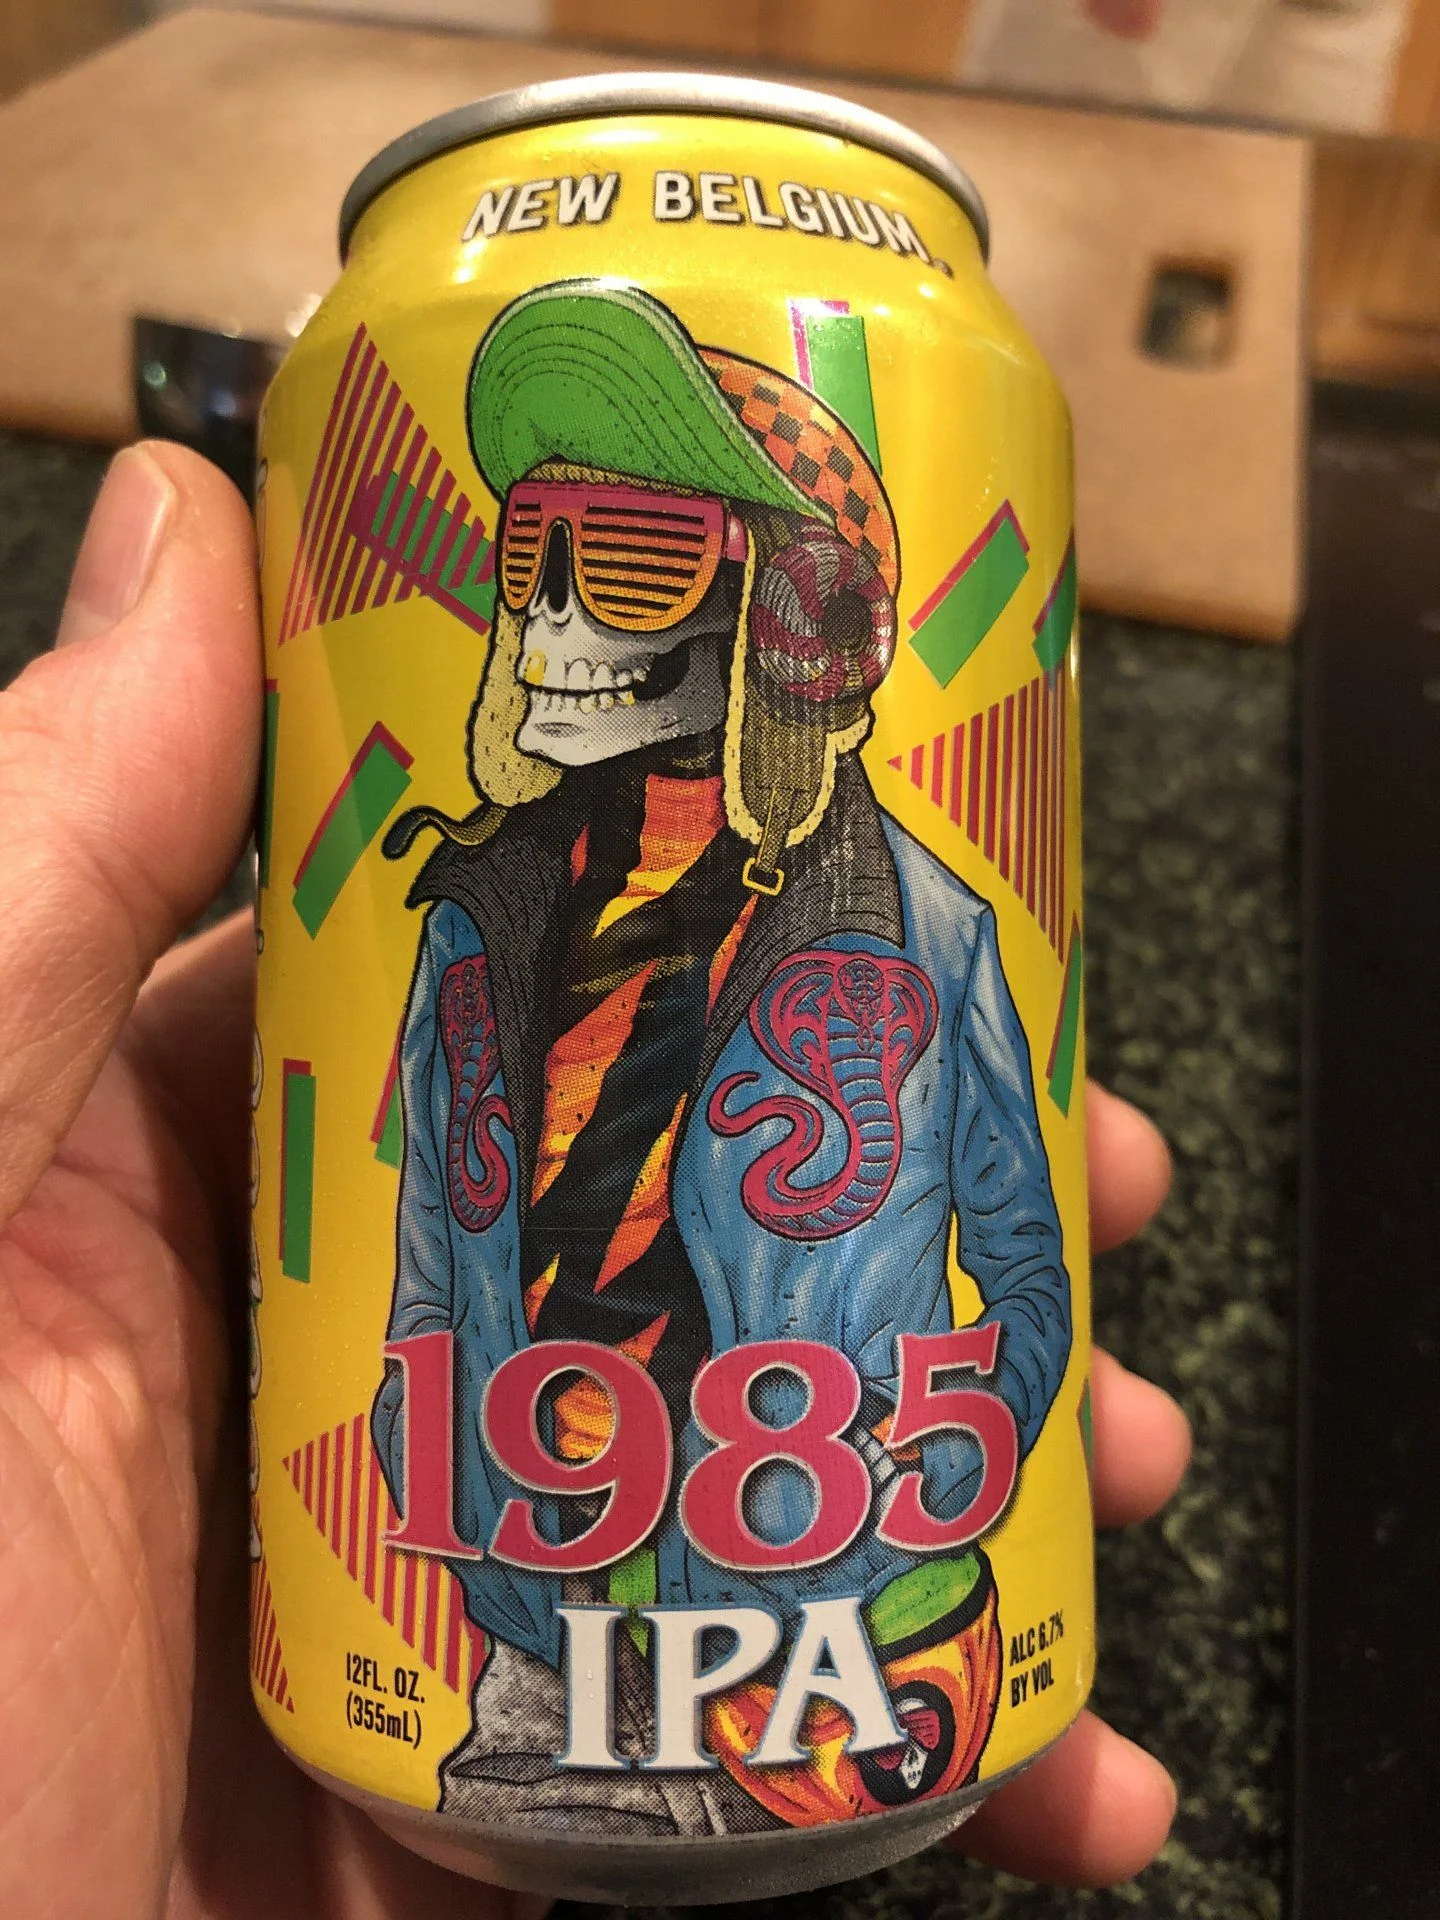 NEW BELGIUM
1985
IPA
12FL. OZ.
(355mL)
ALC 6.7%
BY VOL